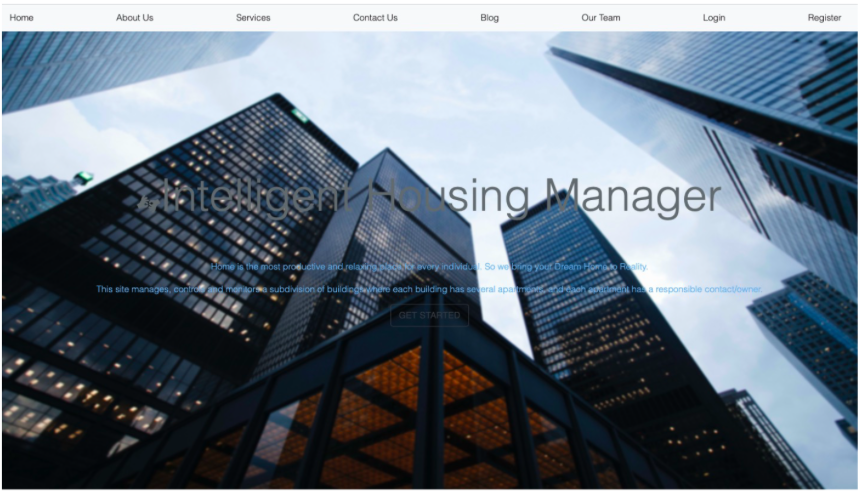 Home About Us Services Contact Us Blog Our Team Login Register
Intelligent Housing Manager
Home is the most productive and relaxing place for every individual. So we bring your Dream Home to Reality.
This site manages, controls and monitors a subdivision of buildings where each building has several apartments, and each apartment has a responsible contact/owner.
GET STARTED